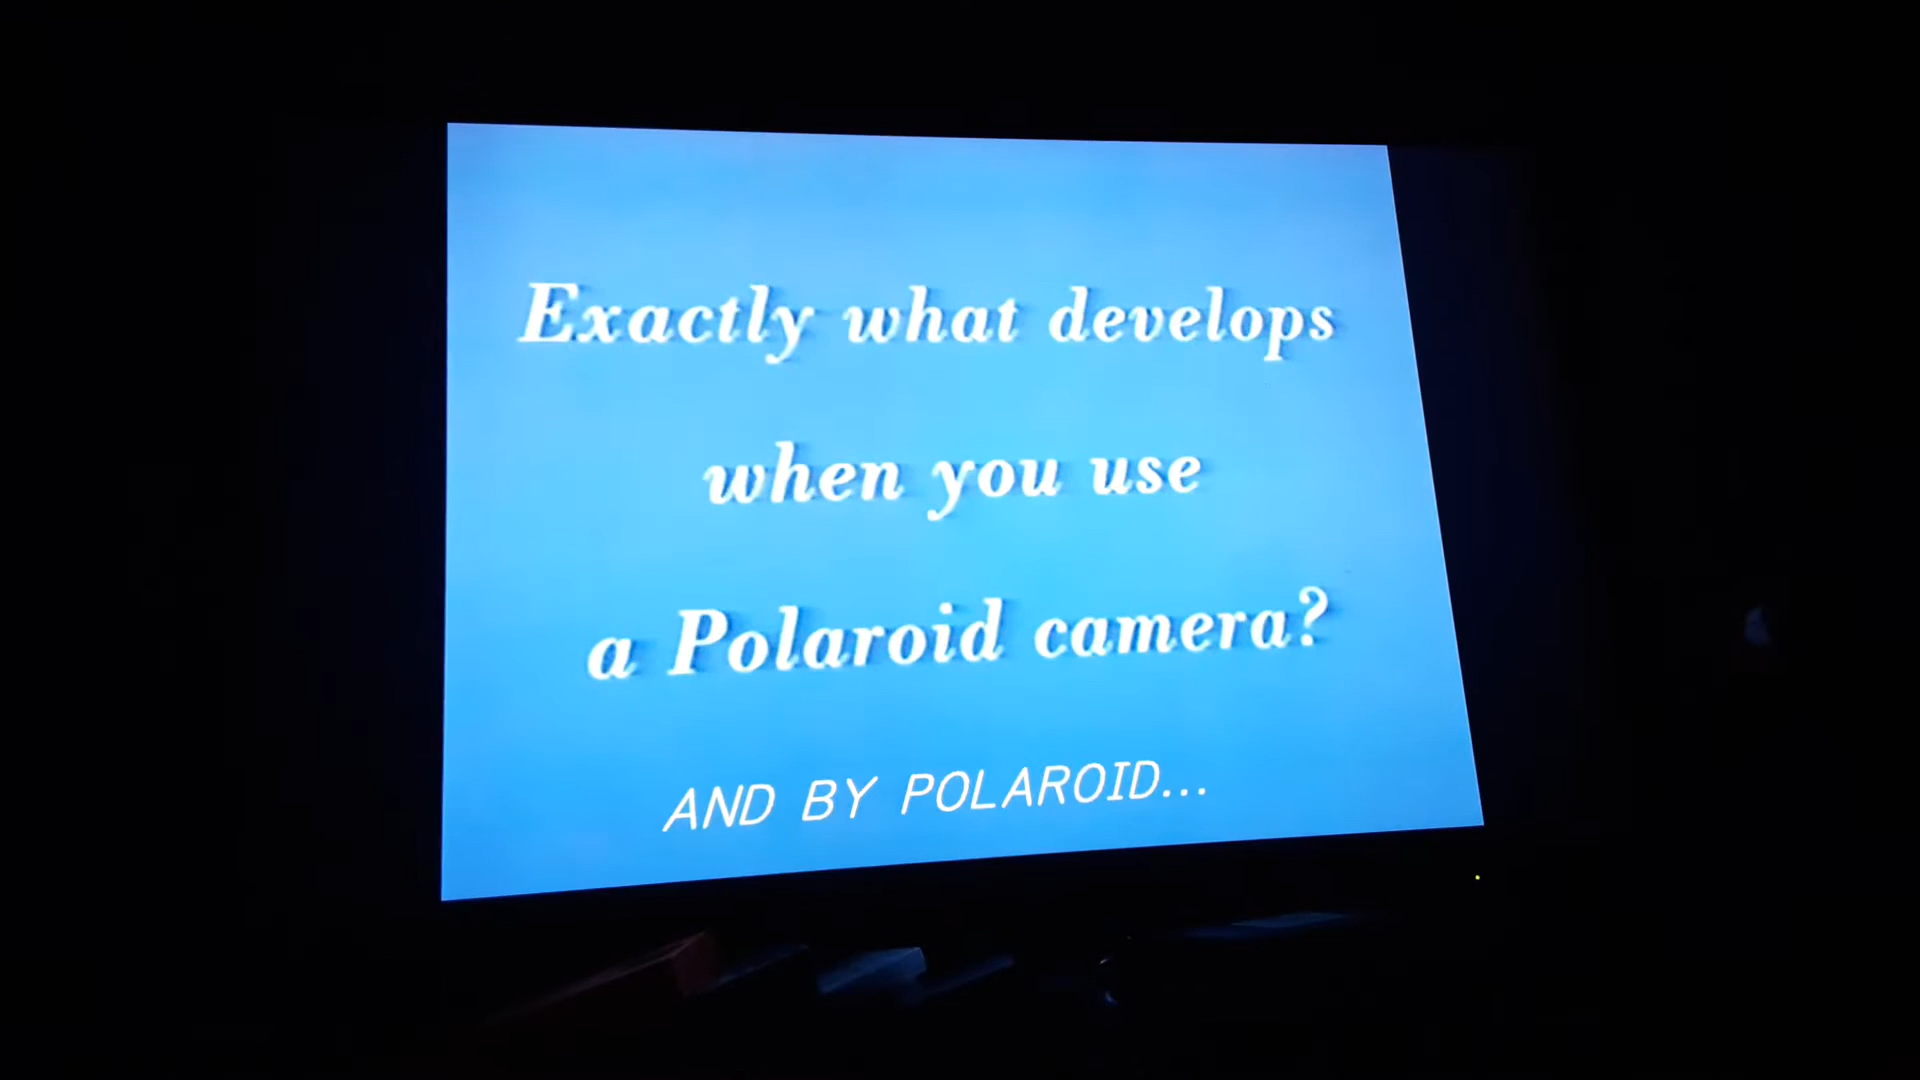 Exactly what develops
when you use
a Polaroid camera?
AND BY POLAROID...